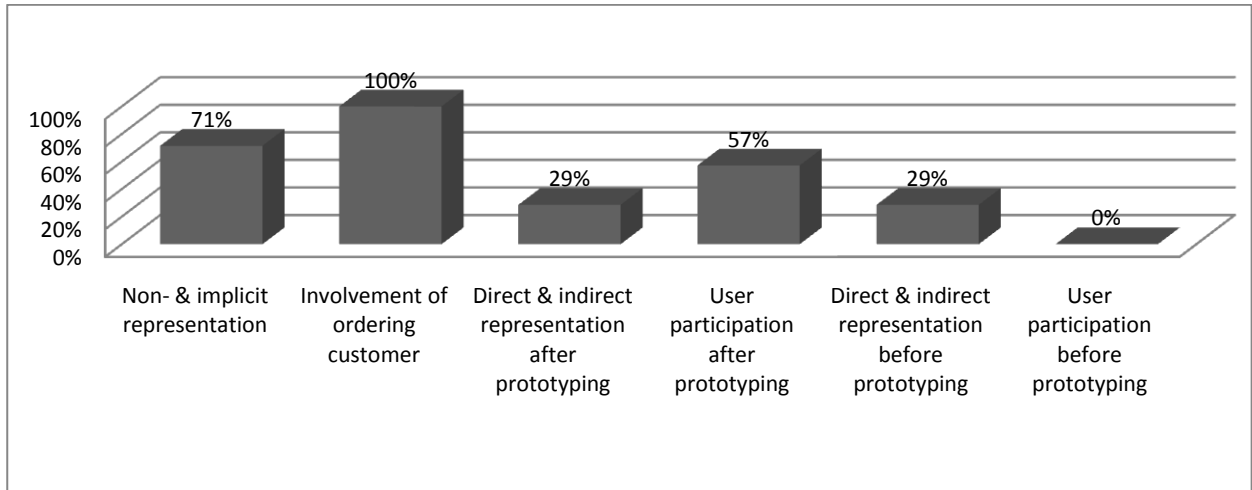 100%
71%
57%
29%
29%
0%
100%
80%
60%
40%
20%
0%
Non- & implicit
representation
Involvement of
ordering
customer
Direct & indirect
representation
after
prototyping
User
participation
after
prototyping
Direct & indirect
representation
before
prototyping
User
participation
before
prototyping